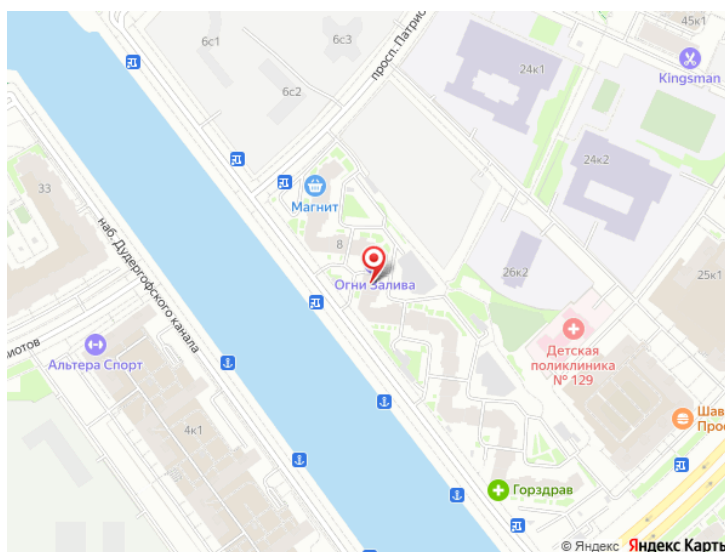 45к1
6с3
6с1
просп. Патрио
Kingsman
24к1
6с2
24к2
33
Магнит
8
наб. Дудергофского канала
26к2
25к1
Огни Залива
иотов
Альтера Спорт
Детская
поликлиника
№ 129
Шав
Прос
4к1
Горздрав
© Яндекс Яндекс Карты